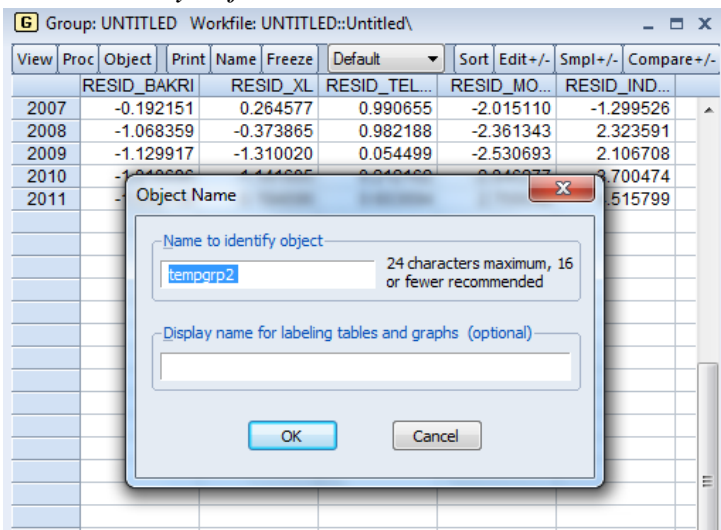 Group: UNTITLED Workfile: UNTITLED::Untitled\
View Proc Object Print Name Freeze Default Sort Edit+/- Smpl+/- Compare+/-
RESID_BAKRI RESID_XL RESID_TEL... RESID_MO... RESID_IND...
2007 -0.192151 0.264577 0.990655 -2.015110 -1.299526
2008 -1.068359 -0.373865 0.982188 -2.361343 2.323591
2009 -1.129917 -1.310020 0.054499 -2.530693 2.106708
2010
2011
Object Name
Name to identify object
tempgrp2
24 characters maximum, 16
or fewer recommended
Display name for labeling tables and graphs (optional)
OK Cancel